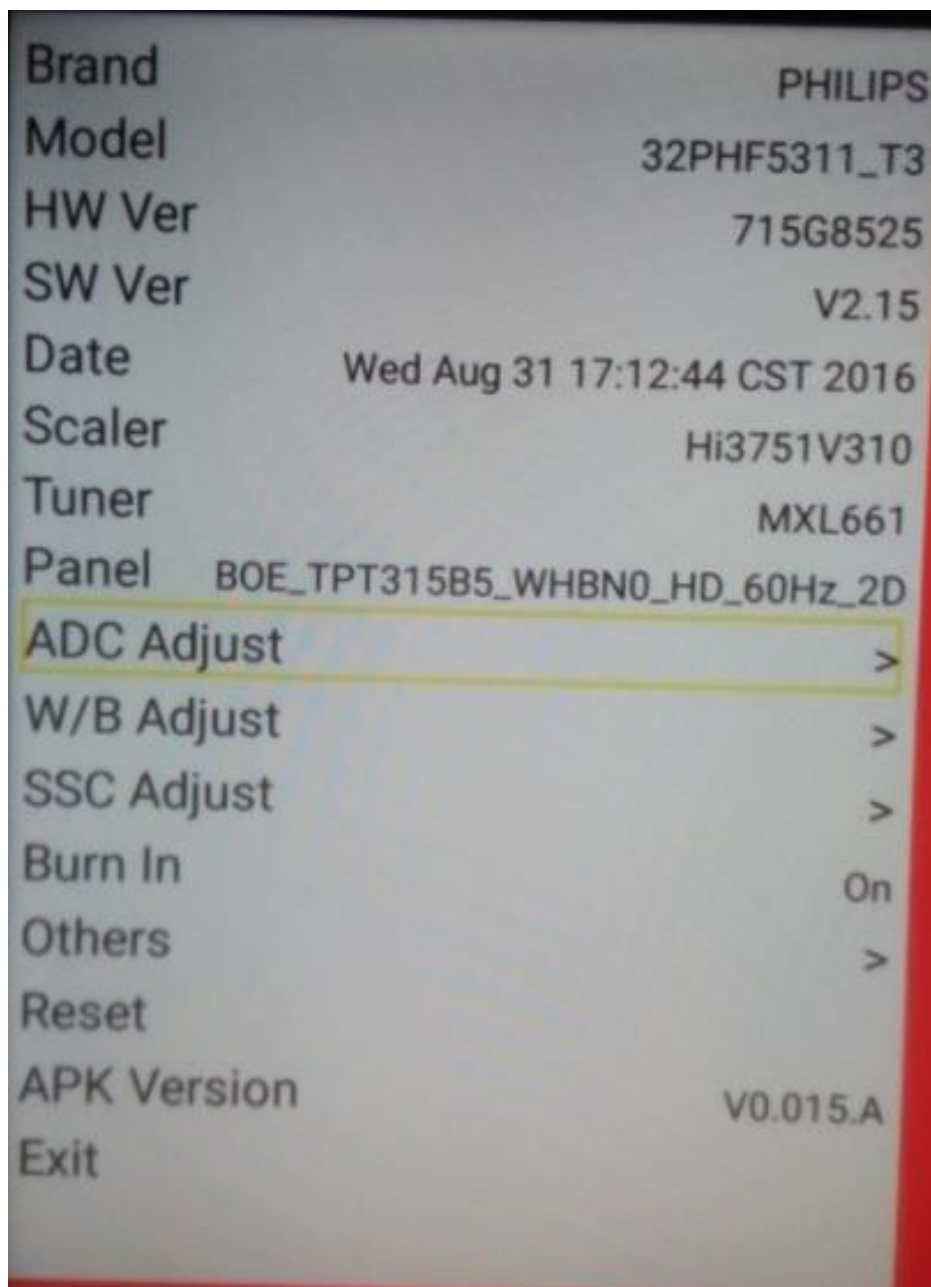 Brand PHILIPS
Model 32PHF5311_T3
HW Ver 715G8525
SW Ver V2.15
Date Wed Aug 31 17:12:44 CST 2016
Scaler Hi3751V310
Tuner MXL661
Panel BOE_TPT315B5_WHBN0_HD_60Hz_2D
ADC Adjust >
W/B Adjust >
SSC Adjust >
Burn In On
Others >
Reset
APK Version V0.015.A
Exit